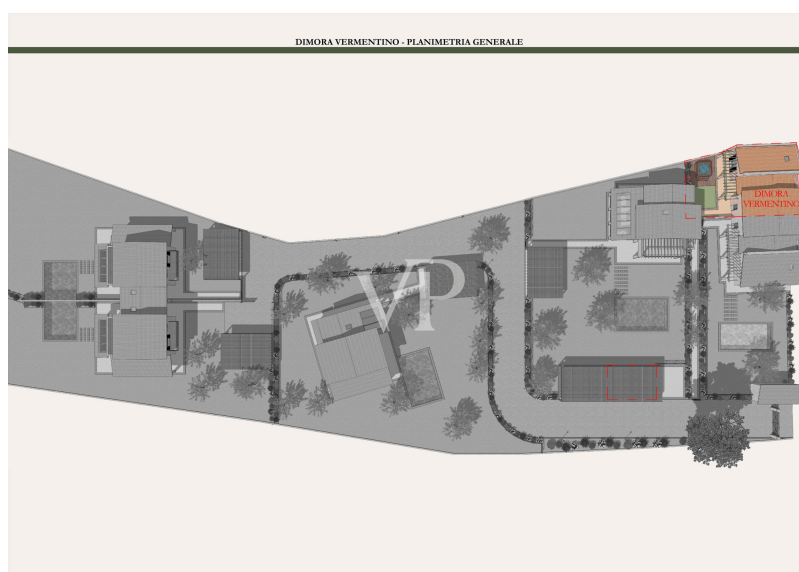 DIMORA VERMENTINO - PLANIMETRIA GENERALE
DIMORA
VERMENTINO
VP